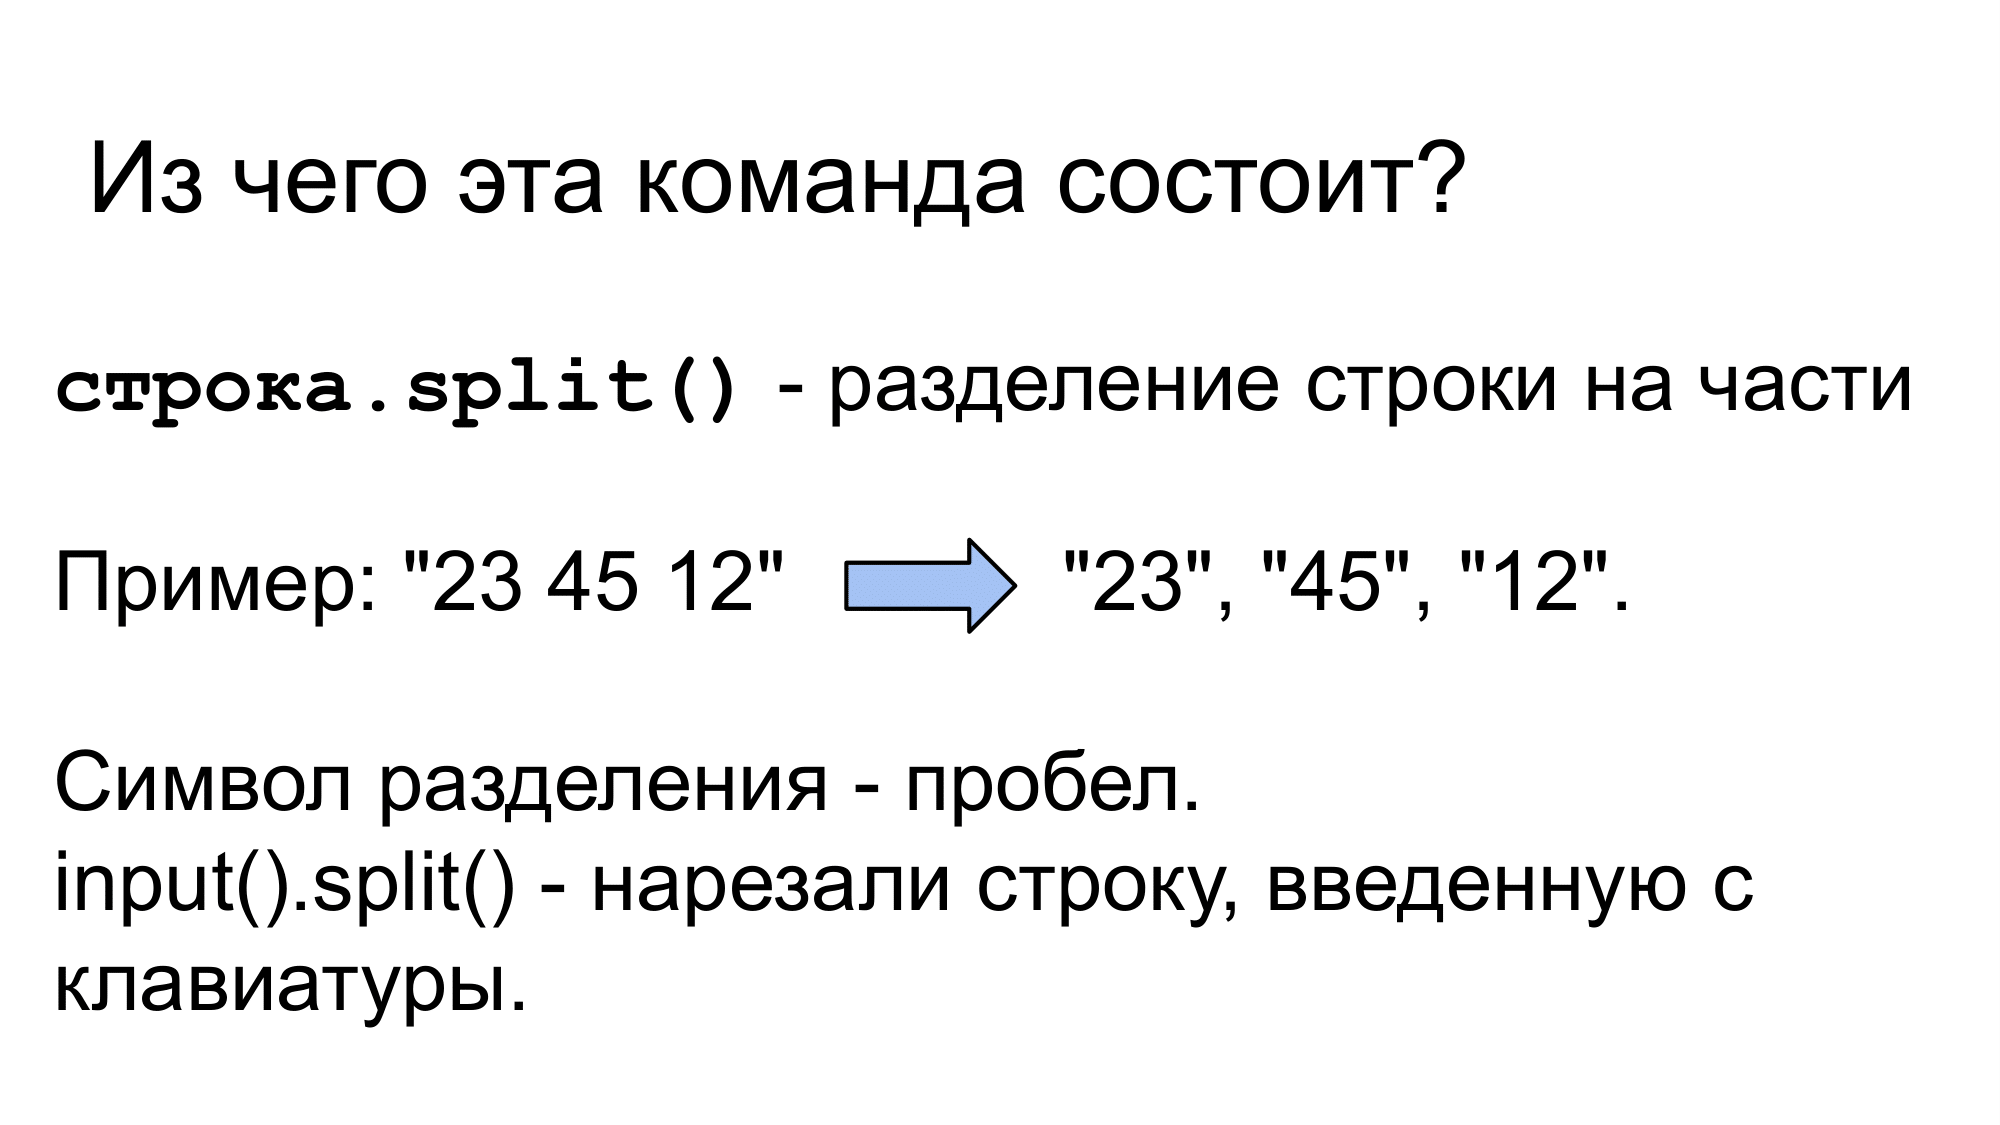 Из чего эта команда состоит?
строка.split() - разделение строки на части
Пример: "23 45 12" "23", "45", "12".
Символ разделения - пробел.
input().split() - нарезали строку, введенную с
клавиатуры.